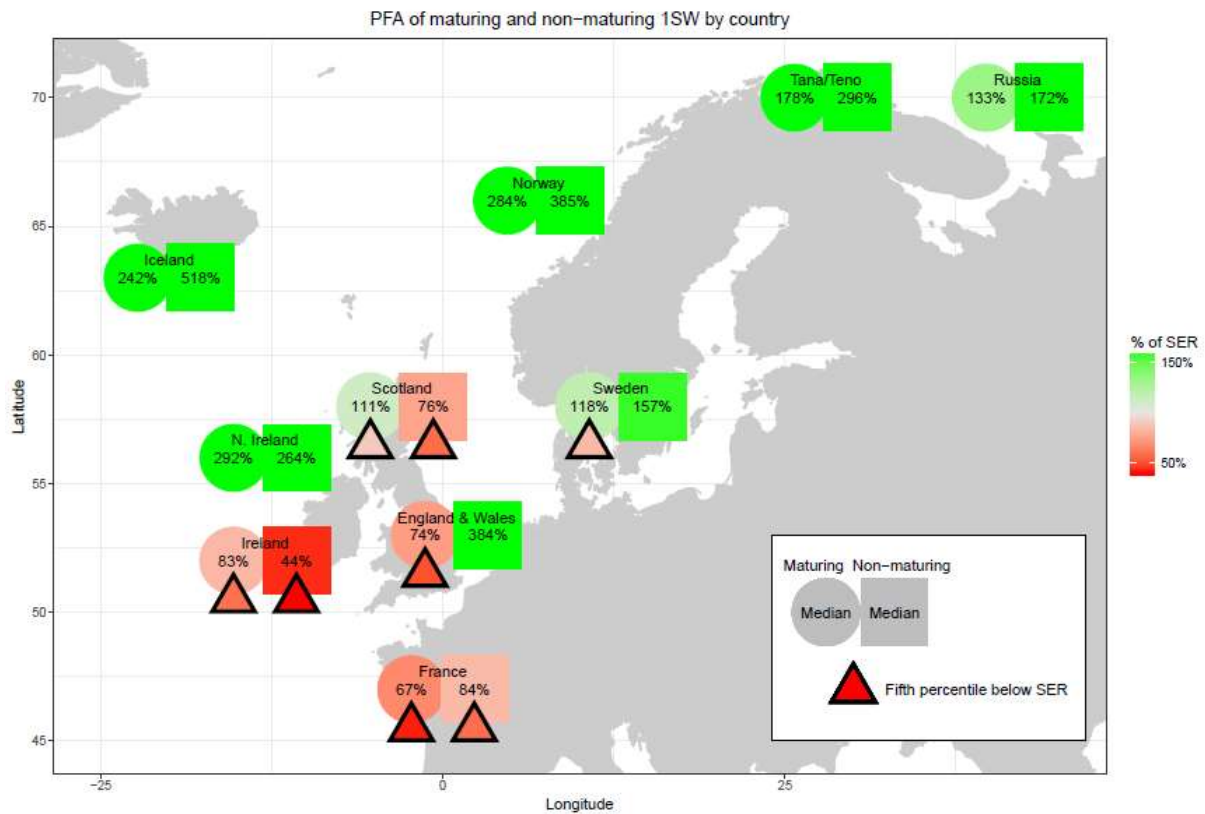 PFA of maturing and non−maturing 1SW by country
70
65
60
55
50
45
Latitude
Tana/Teno
178% 296%
Russia
133% 172%
Norway
284% 385%
Iceland
242% 518%
Scotland
111% 76%
Sweden
118% 157%
N. Ireland
292% 264%
England & Wales
74% 384%
Ireland
83% 44%
France
67% 84%
% of SER
150%
50%
Maturing Non−maturing
Median Median
Fifth percentile below SER
−25 0 25
Longitude